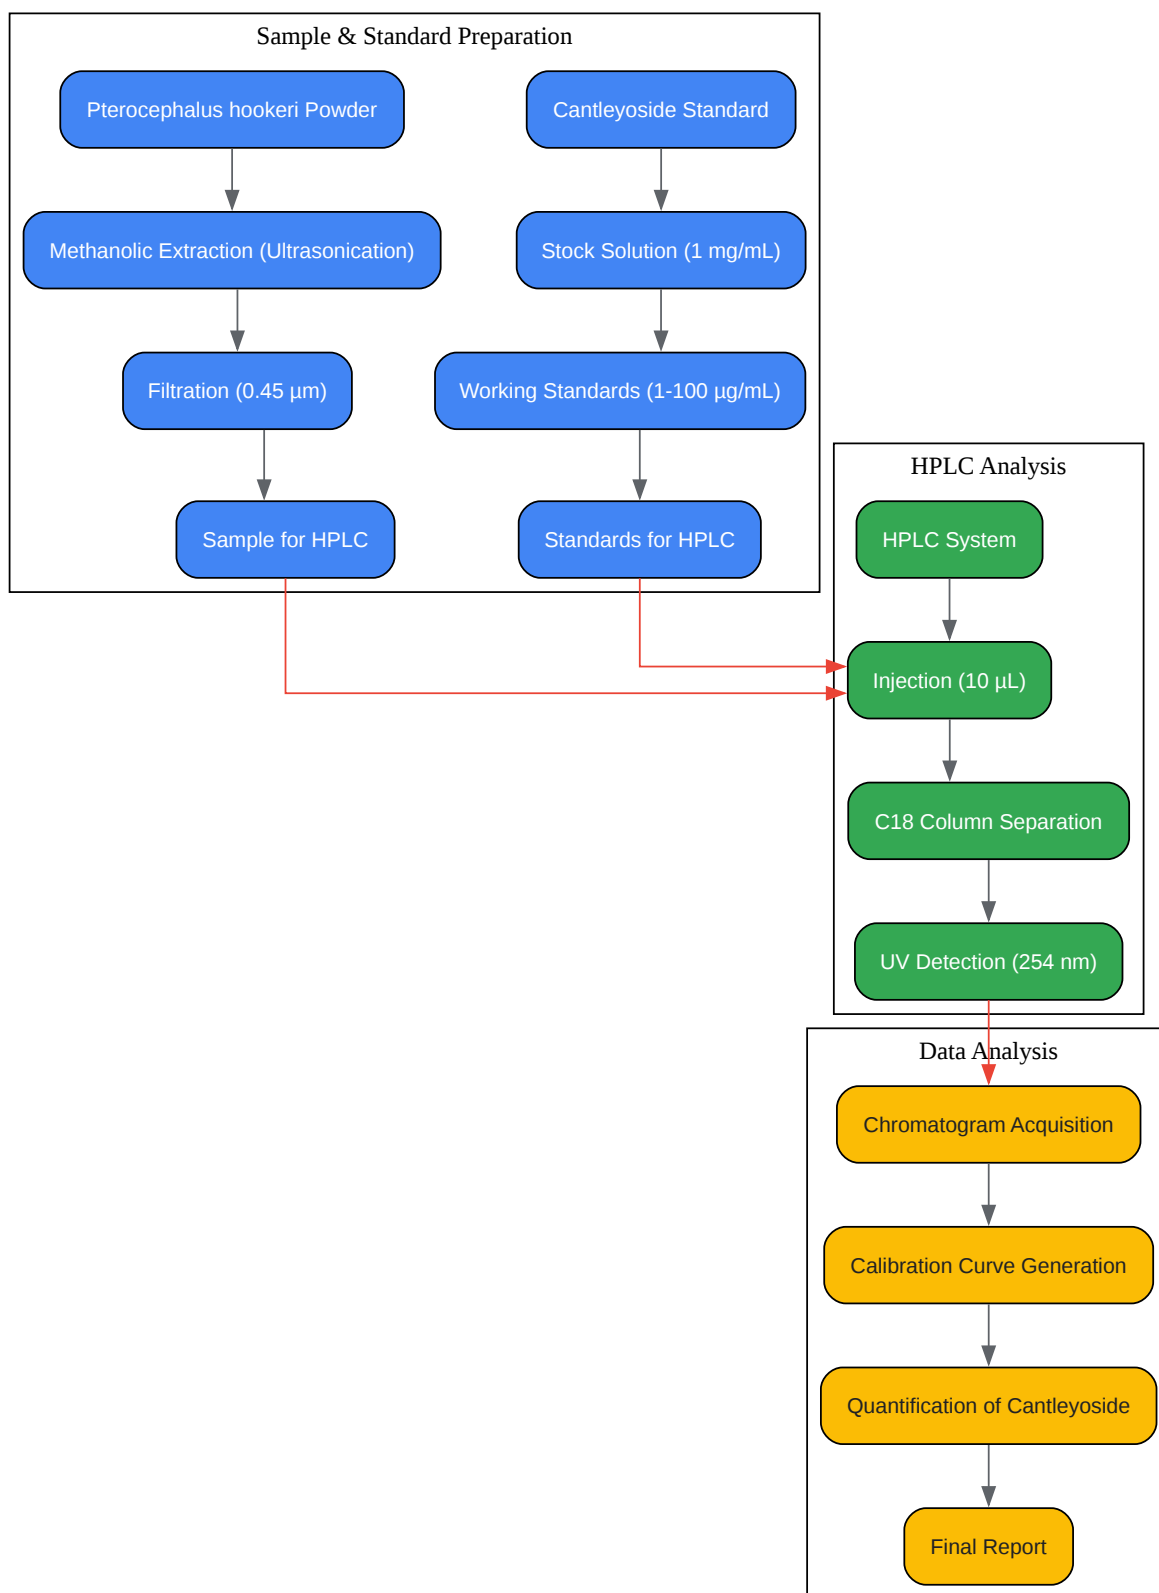 Sample & Standard Preparation
Pterocephalus hookeri Powder
Cantleyoside Standard
Methanolic Extraction (Ultrasonication)
Stock Solution (1 mg/mL)
Filtration (0.45 µm)
Working Standards (1-100 µg/mL)
Sample for HPLC
Standards for HPLC
HPLC Analysis
HPLC System
Injection (10 µL)
C18 Column Separation
UV Detection (254 nm)
Data Analysis
Chromatogram Acquisition
Calibration Curve Generation
Quantification of Cantleyoside
Final Report